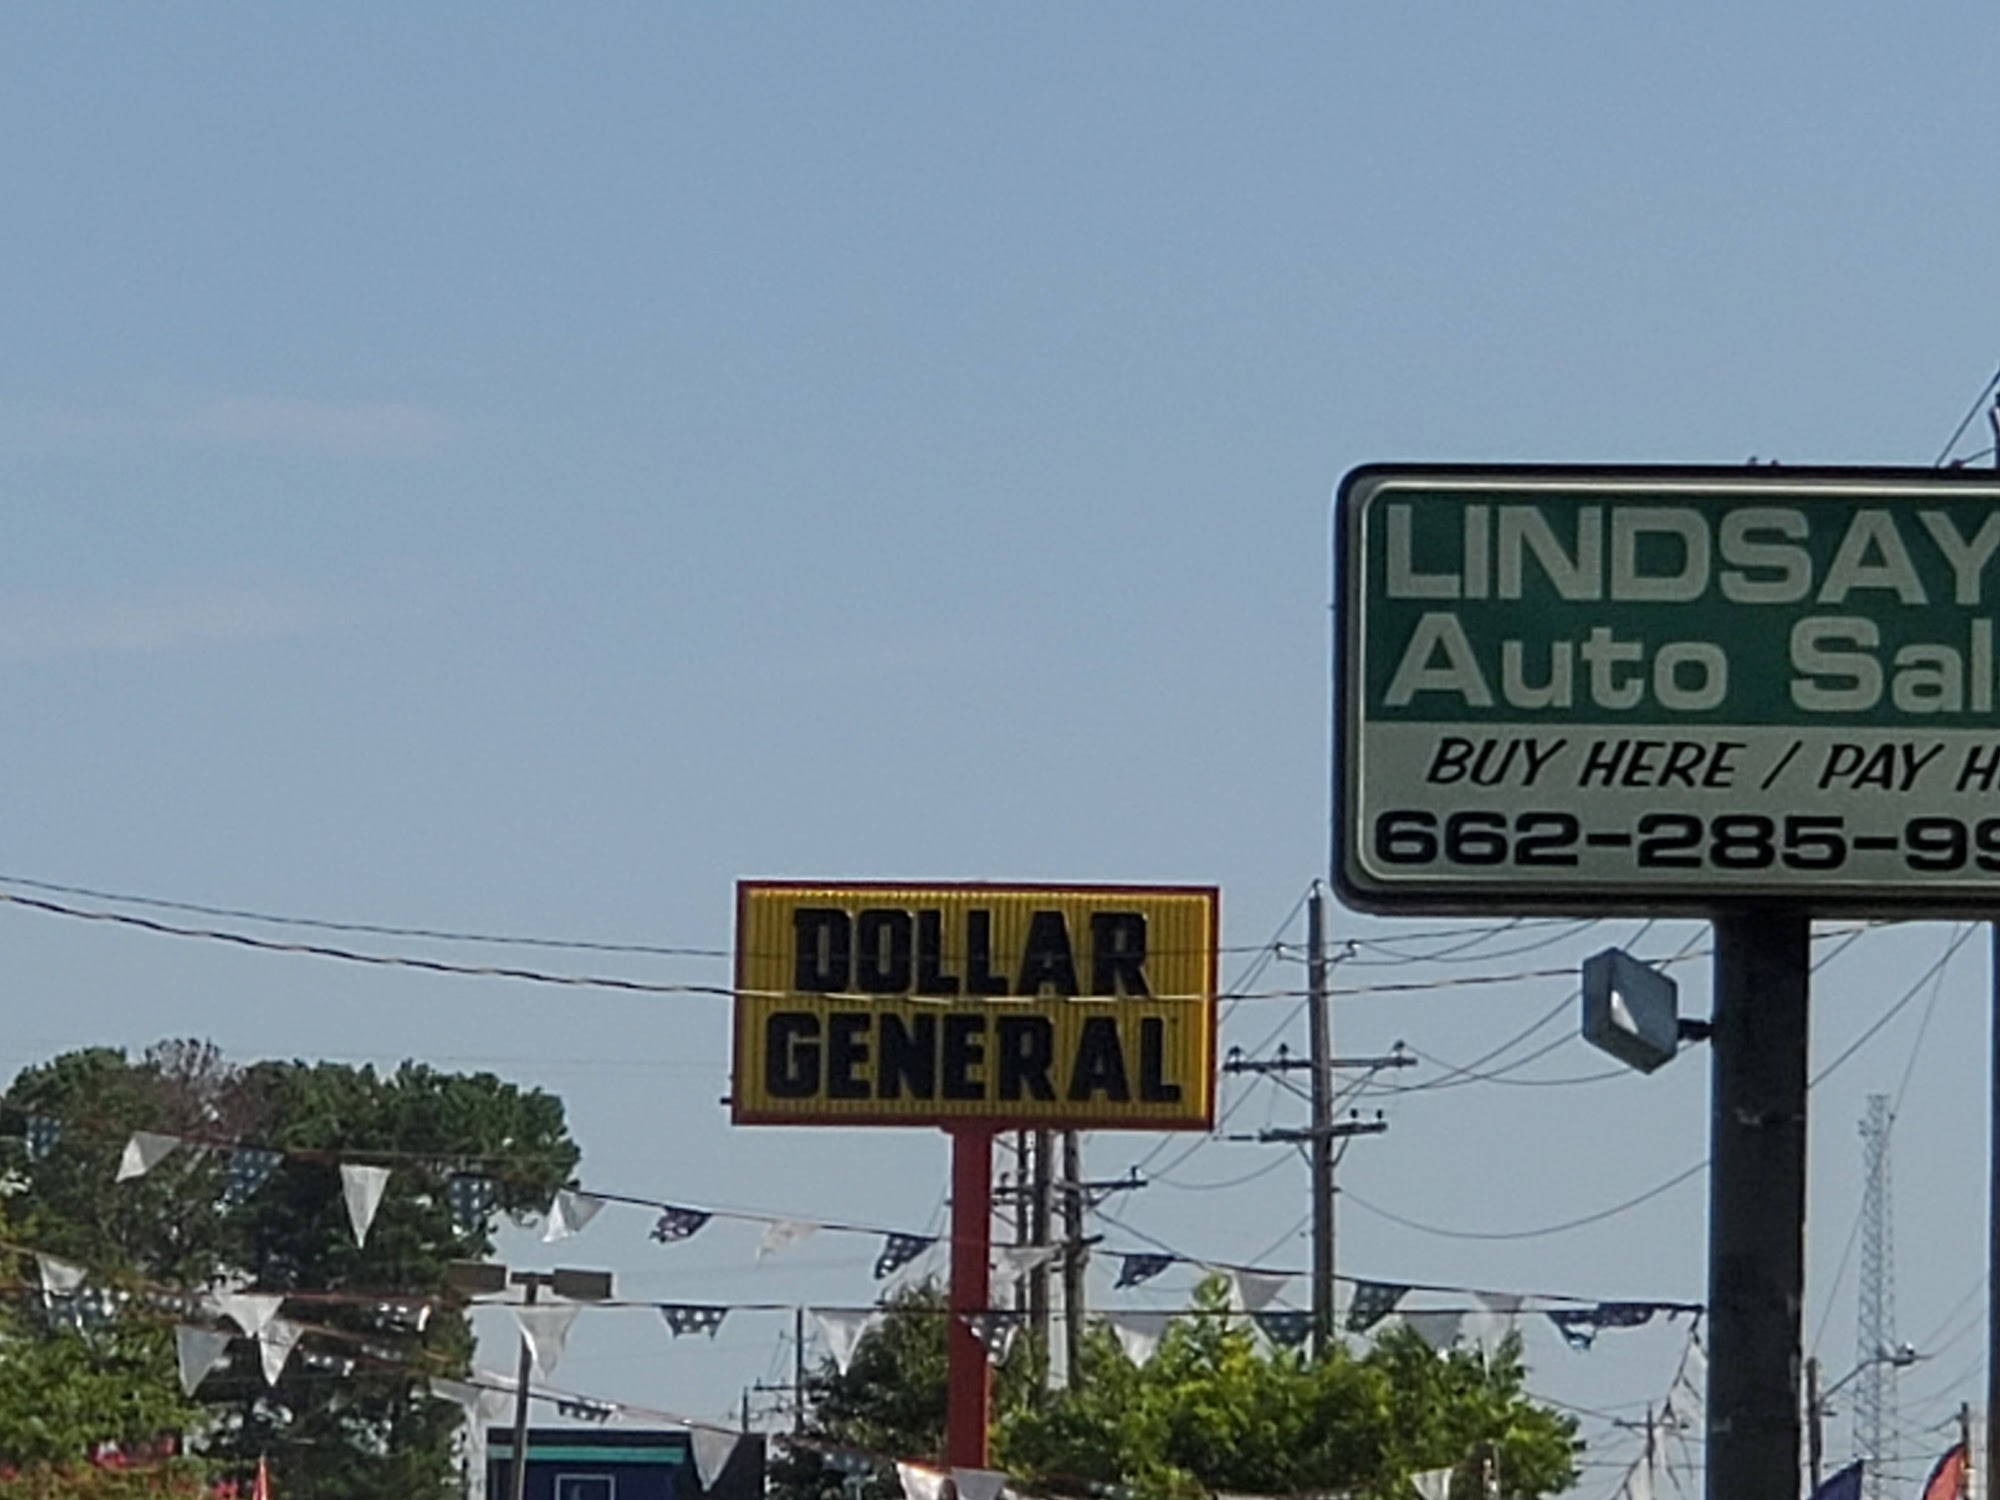 DOLLAR
GENERAL
LINDSAY
Auto Sal
BUY HERE / PAY H
662-285-99